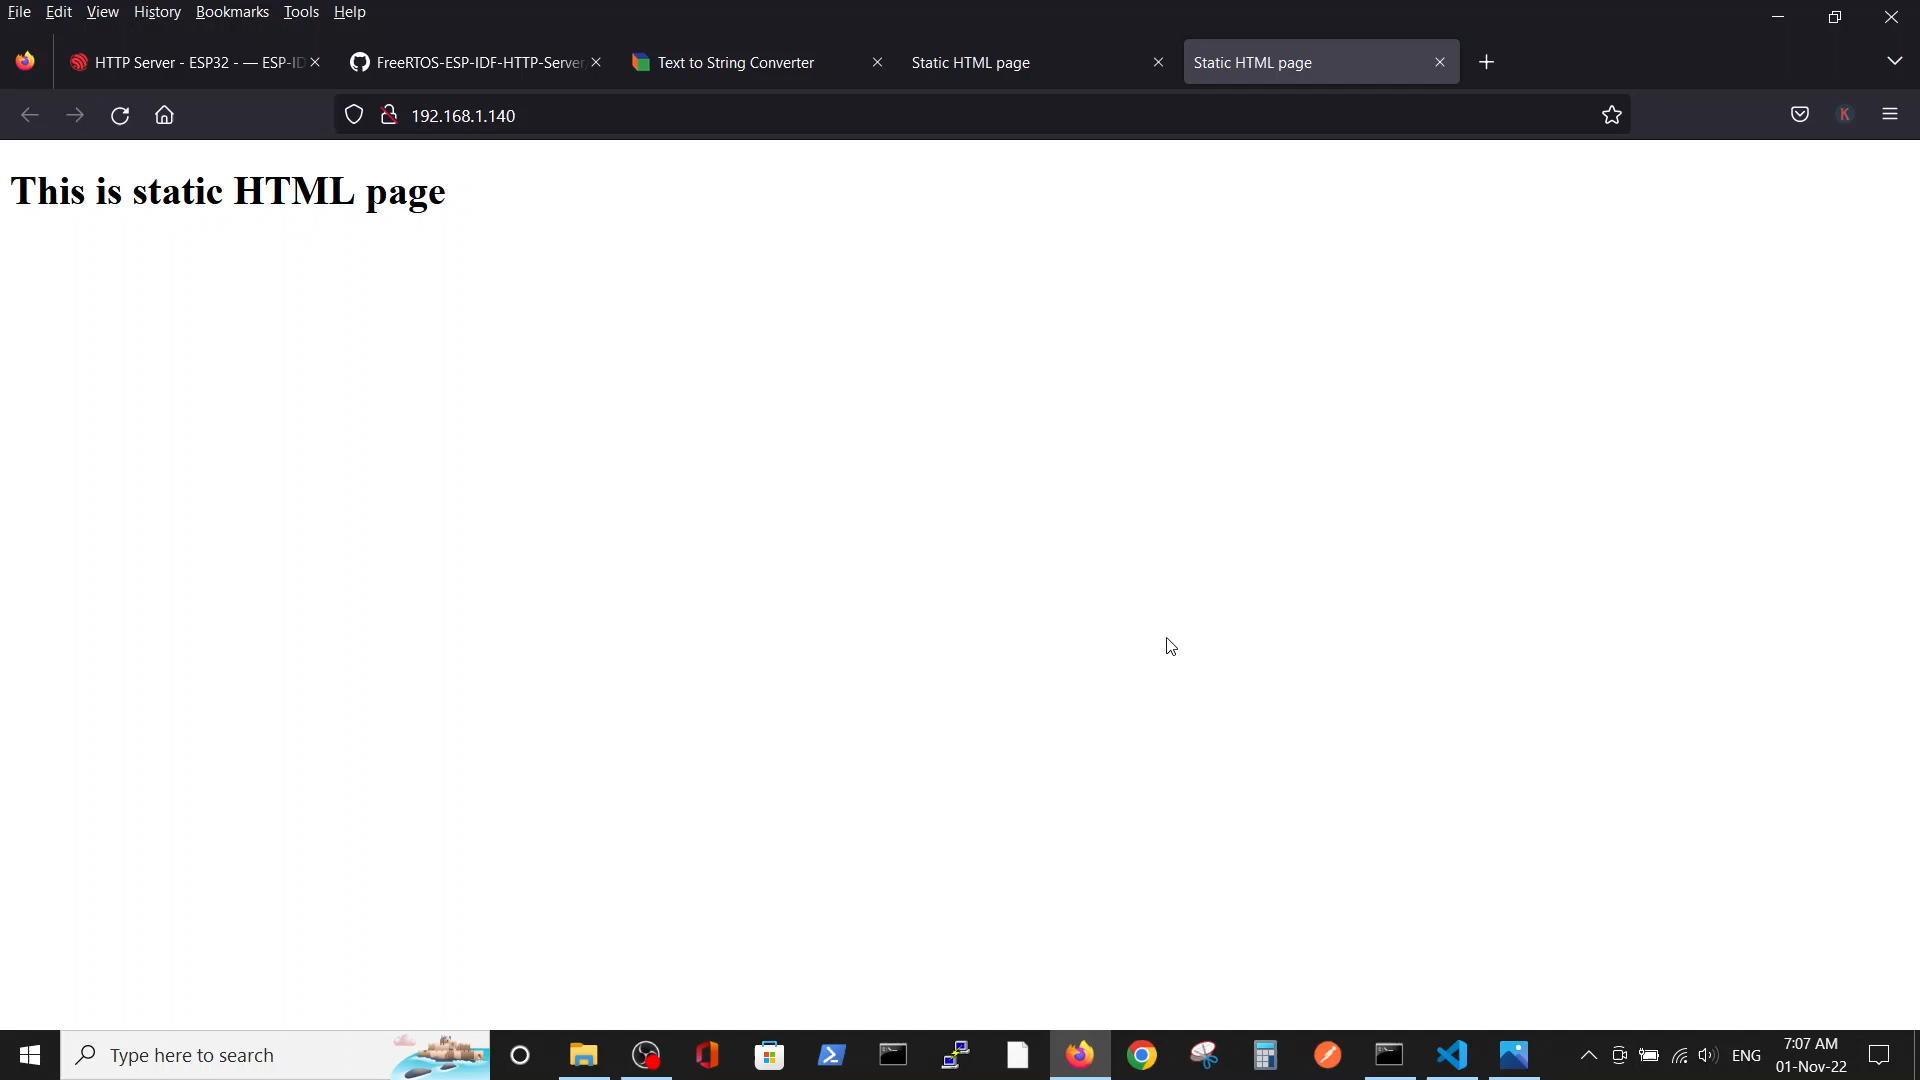 File Edit View History Bookmarks Tools Help
HTTP Server - ESP32 - — ESP-ID
FreeRTOS-ESP-IDF-HTTP-Server
Text to String Converter
Static HTML page
Static HTML page
192.168.1.140
K
This is static HTML page
Type here to search
ENG
7:07 AM
01-Nov-22